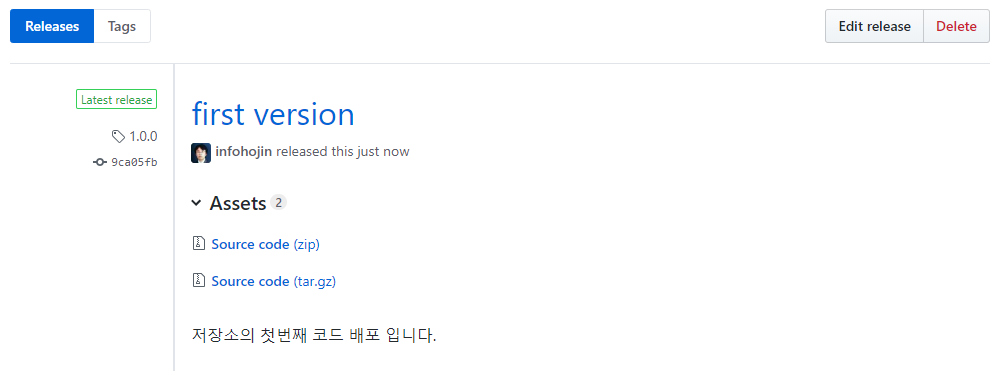 Releases Tags Edit release Delete
Latest release
first version
1.0.0
infohojin released this just now
9ca05fb
Assets 2
Source code (zip)
Source code (tar.gz)
저장소의 첫번째 코드 배포 입니다.